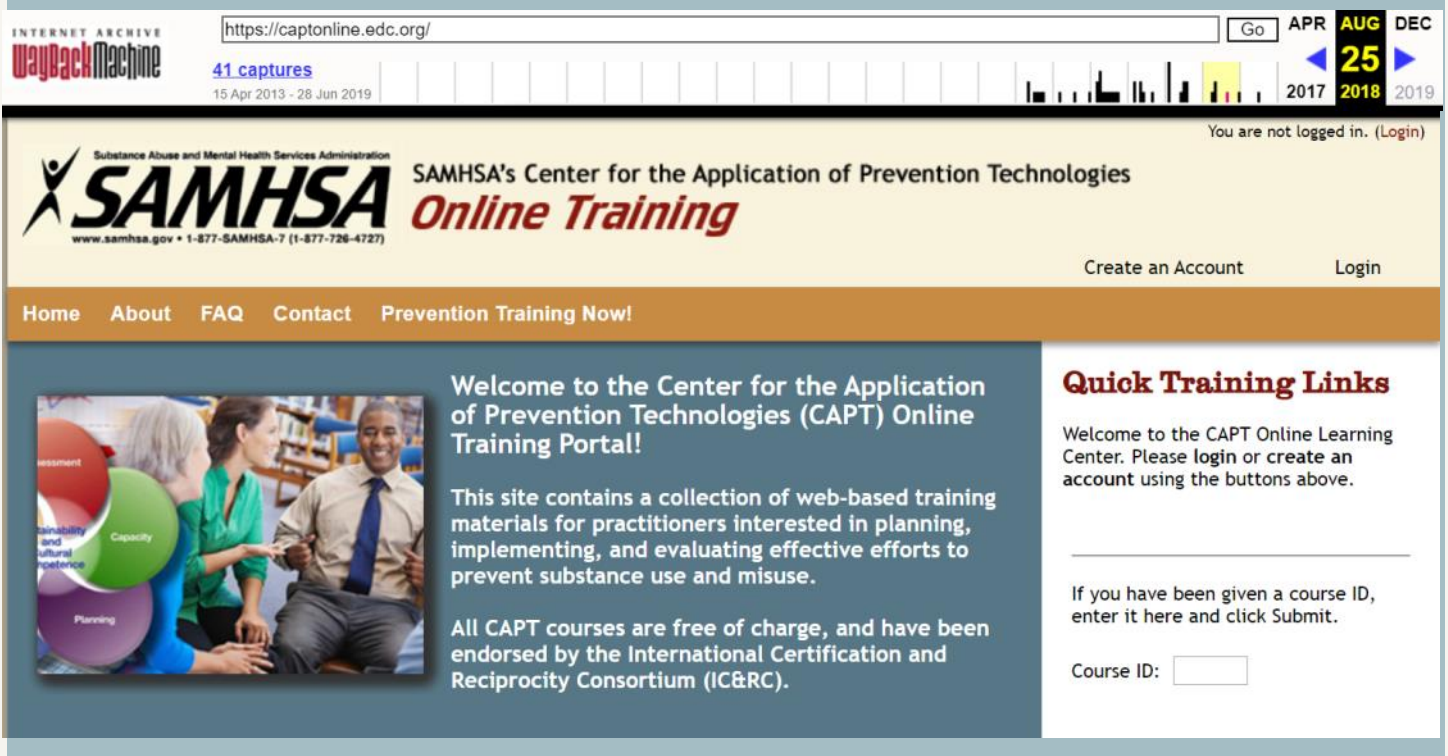 INTERNET ARCHIVE
WayBackMachine
https://captonline.edc.org/
Go
APR AUG DEC
41 captures
25
15 Apr 2013 - 28 Jun 2019
2017 2018 2019
You are not logged in. (Login)
Substance Abuse and Mental Health Services Administration
SAMHSA
www.samhsa.gov • 1-877-SAMHSA-7 (1-877-726-4727)
SAMHSA's Center for the Application of Prevention Technologies
Online Training
Create an Account Login
Home About FAQ Contact Prevention Training Now!
essment
tainability
and
ultural
mpetence
Capacity
Planning
Welcome to the Center for the Application
of Prevention Technologies (CAPT) Online
Training Portal!
This site contains a collection of web-based training
materials for practitioners interested in planning,
implementing, and evaluating effective efforts to
prevent substance use and misuse.
All CAPT courses are free of charge, and have been
endorsed by the International Certification and
Reciprocity Consortium (IC&RC).
Quick Training Links
Welcome to the CAPT Online Learning
Center. Please login or create an
account using the buttons above.
If you have been given a course ID,
enter it here and click Submit.
Course ID: